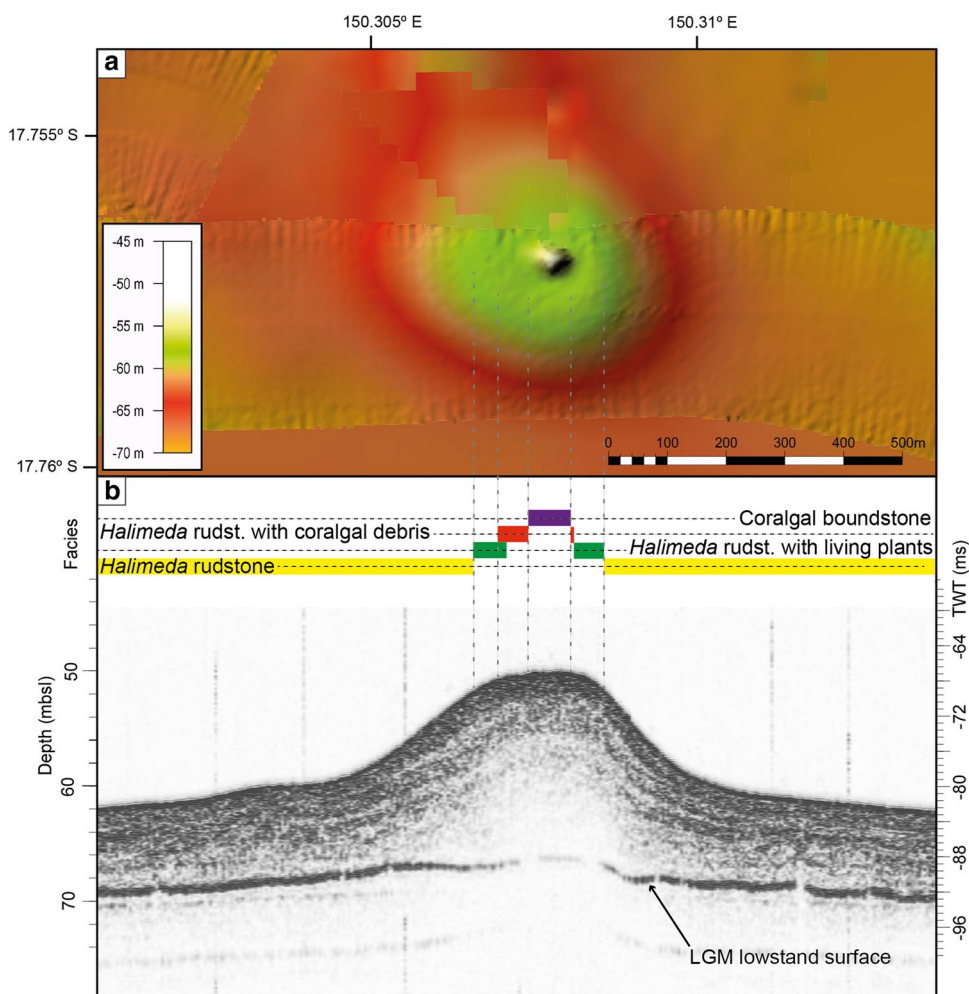 150.305º E
150.31º E
a
17.755º S
-45 m
-50 m
-55 m
-60 m
-65 m
-70 m
0 100 200 300 400 500m
17.76º S
b
Facies
Coralgal boundstone
Halimeda rudst. with coralgal debris
Halimeda rudst. with living plants
Halimeda rudstone
TWT (ms)
-64
50
-72
Depth (mbsl)
60
-80
-88
70
-96
LGM lowstand surface